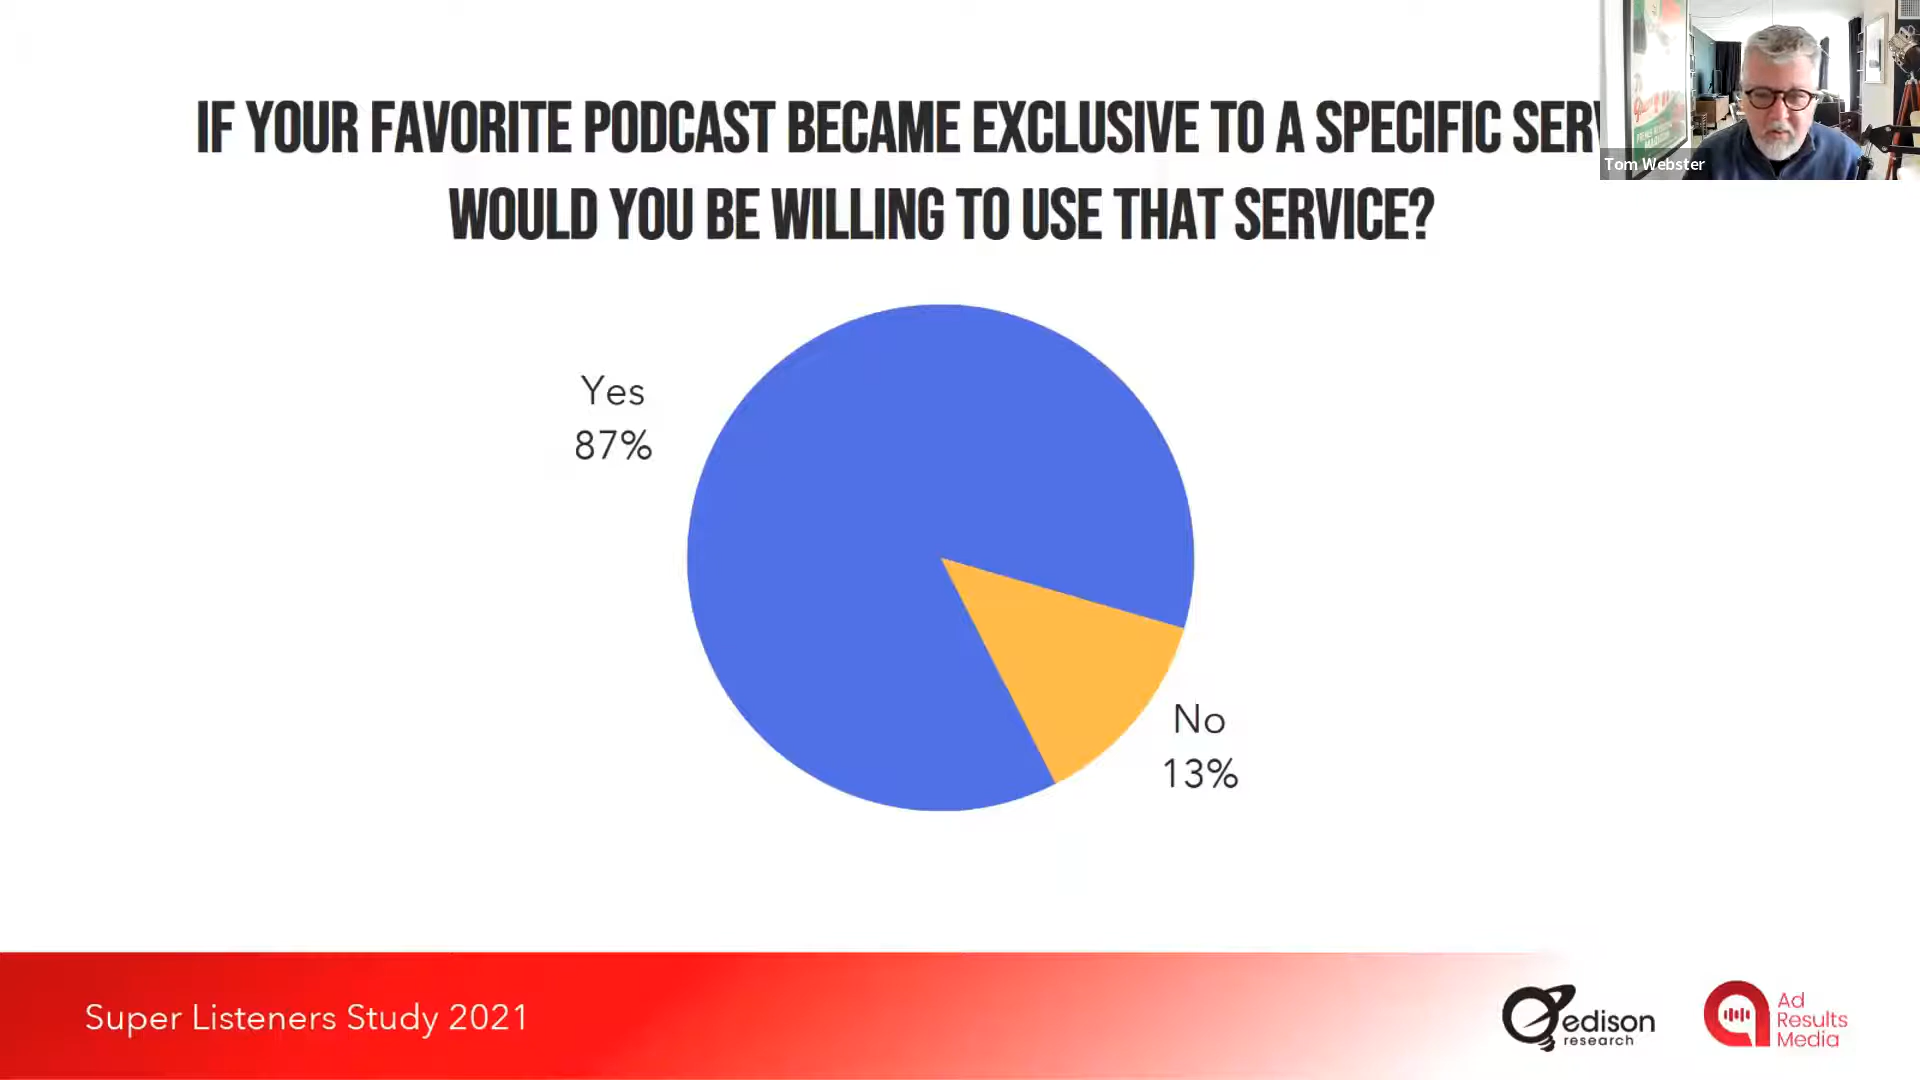 IF YOUR FAVORITE PODCAST BECAME EXCLUSIVE TO A SPECIFIC
WOULD YOU BE WILLING TO USE THAT SERVICE?
Tom Webster
Yes
87%
No
13%
Super Listeners Study 2021
edison
research
Ad
Results
Media